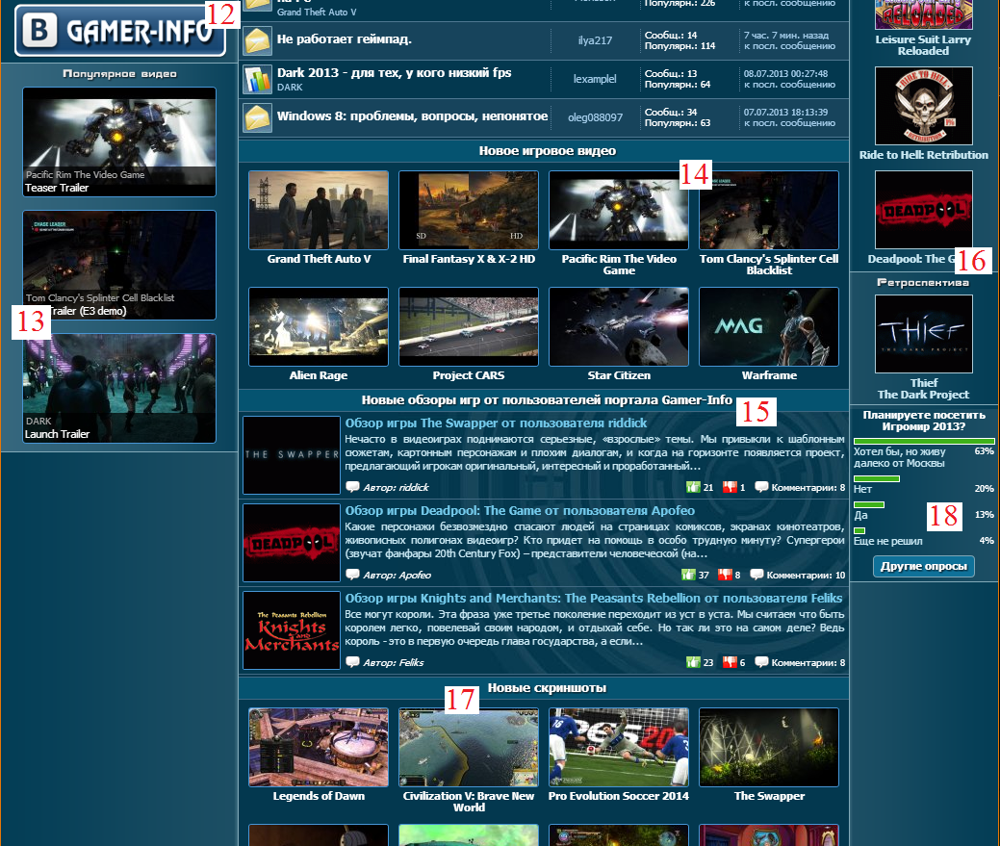 12
B GAMER-INFO
Популярное видео
Pacific Rim The Video Game
Teaser Trailer
CHASE LEADER
Tom Clancy's Splinter Cell Blacklist
Trailer (E3 demo)
13
DARK
Launch Trailer
Grand Theft Auto V
Популярн.: 226
к посл. сообщению
Не работает геймпад.
ilya217
Сообщ.: 14
Популярн.: 114
7 час. 7 мин. назад
к посл. сообщению
Dark 2013 - для тех, у кого низкий fps
DARK
lexamplel
Сообщ.: 13
Популярн.: 64
08.07.2013 00:27:48
к посл. сообщению
Windows 8: проблемы, вопросы, непонятое
oleg088097
Сообщ.: 34
Популярн.: 63
07.07.2013 18:13:39
к посл. сообщению
Новое игровое видео
14
SD
HD
CHASE LEADER
Grand Theft Auto V
Final Fantasy X & X-2 HD
Pacific Rim The Video
Game
Tom Clancy's Splinter Cell
Blacklist
MAG
Alien Rage
Project CARS
Star Citizen
Warframe
Новые обзоры игр от пользователей портала Gamer-Info
15
THE SWAPPER
Обзор игры The Swapper от пользователя riddick
Нечасто в видеоиграх поднимаются серьезные, «взрослые» темы. Мы привыкли к шаблонным
сюжетам, картонным персонажам и плохим диалогам, и когда на горизонте появляется проект,
предлагающий игрокам оригинальный, интересный и проработанный...
Автор: riddick
21
1
Комментарии: 8
DEADPOOL
Обзор игры Deadpool: The Game от пользователя Apofeo
Какие персонажи безвозмездно спасают людей на страницах комиксов, экранах кинотеатров,
живописных полигонах видеоигр? Кто придет на помощь в особо трудную минуту? Супергерои
(звучат фанфары 20th Century Fox) – представители человеческой (на...
Автор: Apofeo
37
8
Комментарии: 10
The Peasants Rebellion
Knights
and
Merchants
Обзор игры Knights and Merchants: The Peasants Rebellion от пользователя Feliks
Все могут короли. Эта фраза уже третье поколение переходит из уст в уста. Мы считаем что быть
королем легко, повелевай своим народом, и отдыхай себе. Но так ли это на самом деле? Ведь
король - это в первую очередь глава государства, а если...
Автор: Feliks
23
6
Комментарии: 8
Новые скриншоты
17
Legends of Dawn
Civilization V: Brave New
World
Pro Evolution Soccer 2014
The Swapper
RELOADED
Leisure Suit Larry
Reloaded
RIDE TO HELL
1%
RETRIBUTION
Ride to Hell: Retribution
DEADPOOL
Deadpool: The G
16
Ретроспектива
THIEF
THE DARK PROJECT
Thief
The Dark Project
Планируете посетить
Игромир 2013?
Хотел бы, но живу
далеко от Москвы
63%
Нет
20%
Да
13%
18
Еще не решил
4%
Другие опросы